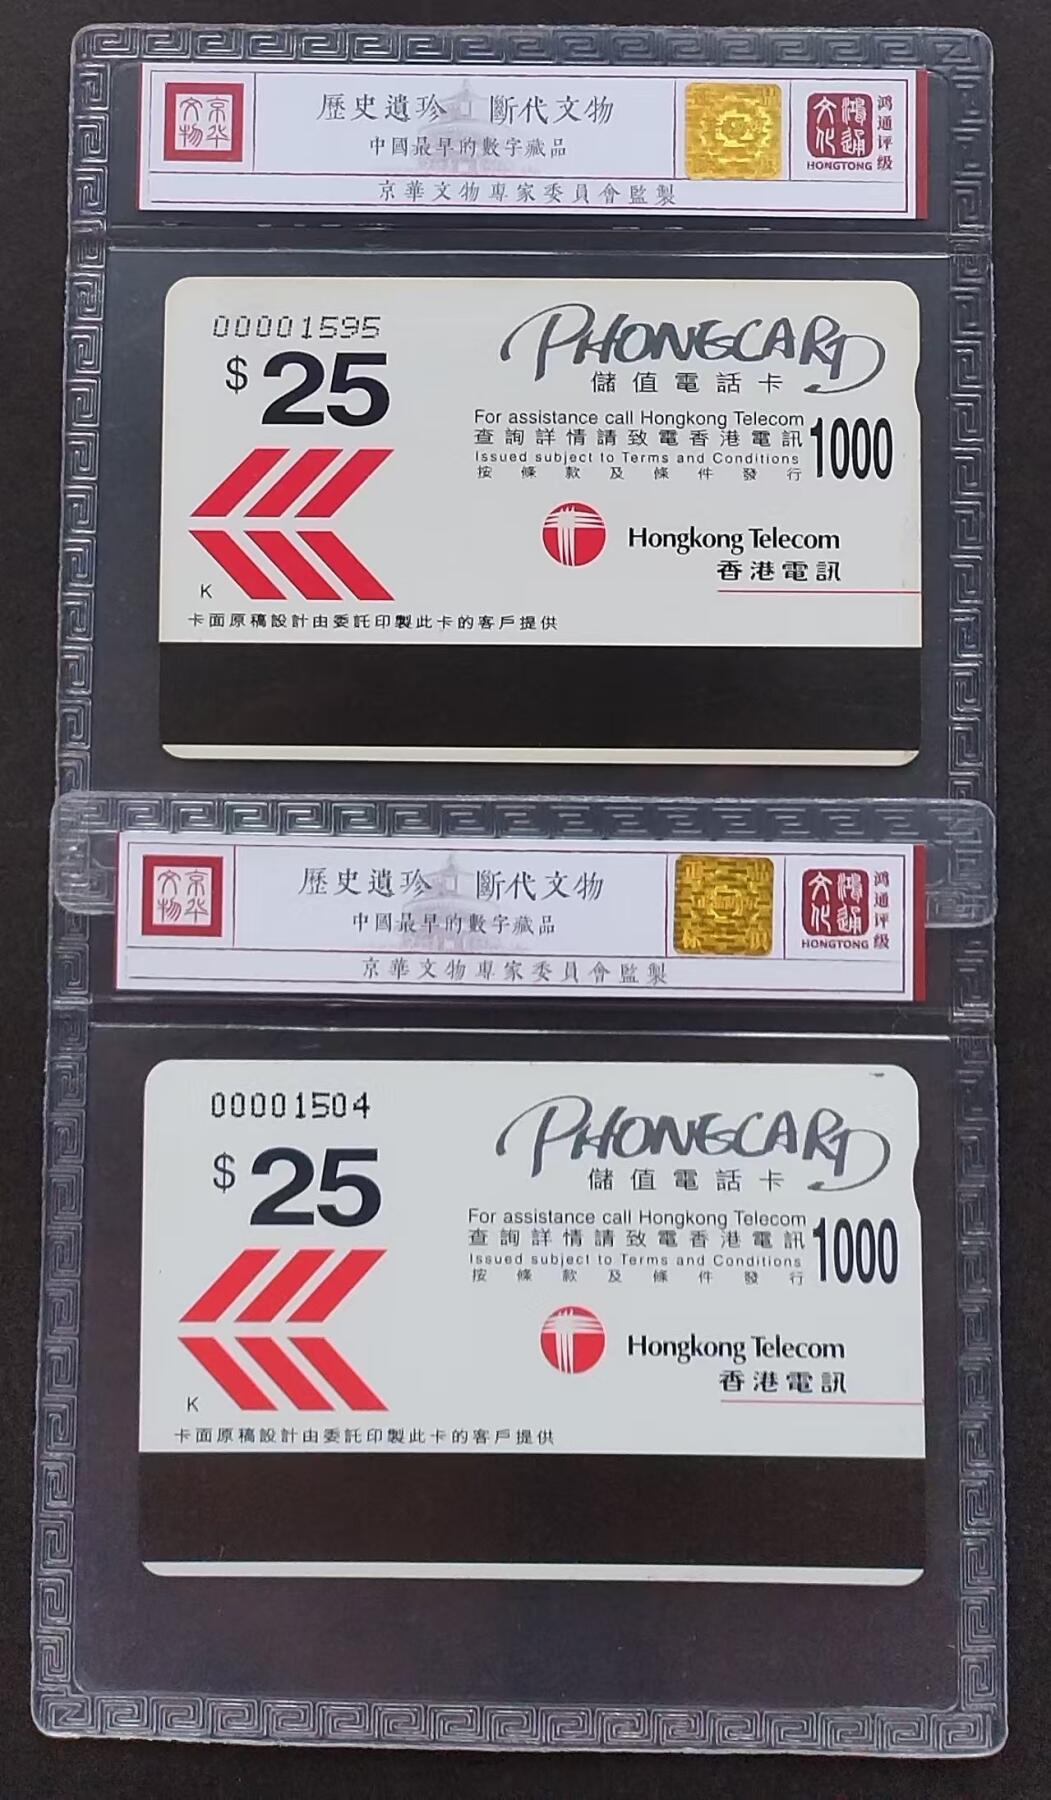 京华文物
歷史遺珍 斷代文物
中國最早的數字藏品
京華文物專家委員會監製
鴻通文化
HONGTONG
鸿通评级
00001595
$25
PHONECARD
儲值電話卡
For assistance call Hongkong Telecom
查詢詳情請致電香港電訊
Issued subject to Terms and Conditions
按條款及條件發行
1000
Hongkong Telecom
香港電訊
K
卡面原稿設計由委託印製此卡的客戶提供
京华文物
歷史遺珍 斷代文物
中國最早的數字藏品
京華文物專家委員會監製
鴻通文化
HONGTONG
鸿通评级
00001504
$25
PHONECARD
儲值電話卡
For assistance call Hongkong Telecom
查詢詳情請致電香港電訊
Issued subject to Terms and Conditions
按條款及條件發行
1000
Hongkong Telecom
香港電訊
K
卡面原稿設計由委託印製此卡的客戶提供